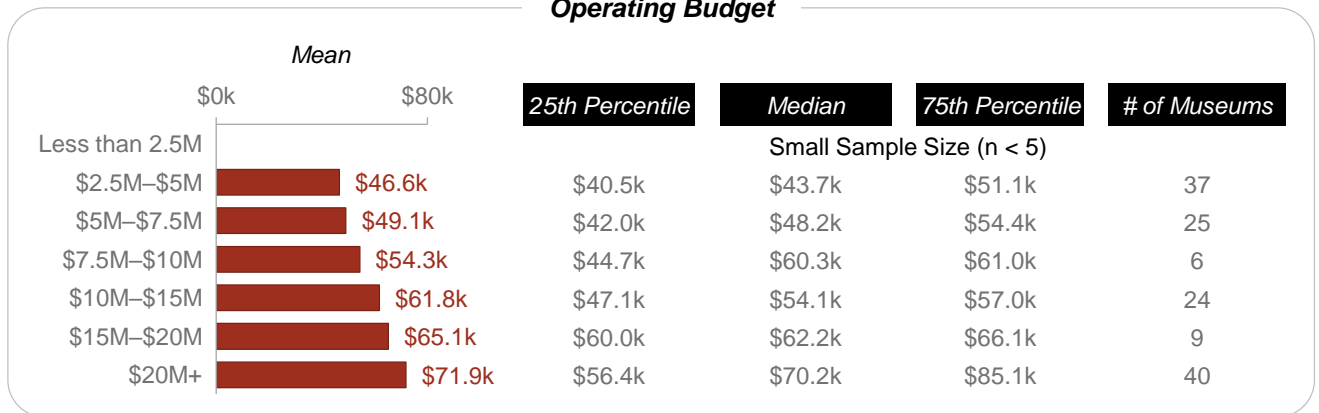 Operating Budget
Mean
$0k $80k 25th Percentile Median 75th Percentile # of Museums
Less than 2.5M Small Sample Size (n < 5)
$2.5M–$5M $46.6k $40.5k $43.7k $51.1k 37
$5M–$7.5M $49.1k $42.0k $48.2k $54.4k 25
$7.5M–$10M $54.3k $44.7k $60.3k $61.0k 6
$10M–$15M $61.8k $47.1k $54.1k $57.0k 24
$15M–$20M $65.1k $60.0k $62.2k $66.1k 9
$20M+ $71.9k $56.4k $70.2k $85.1k 40